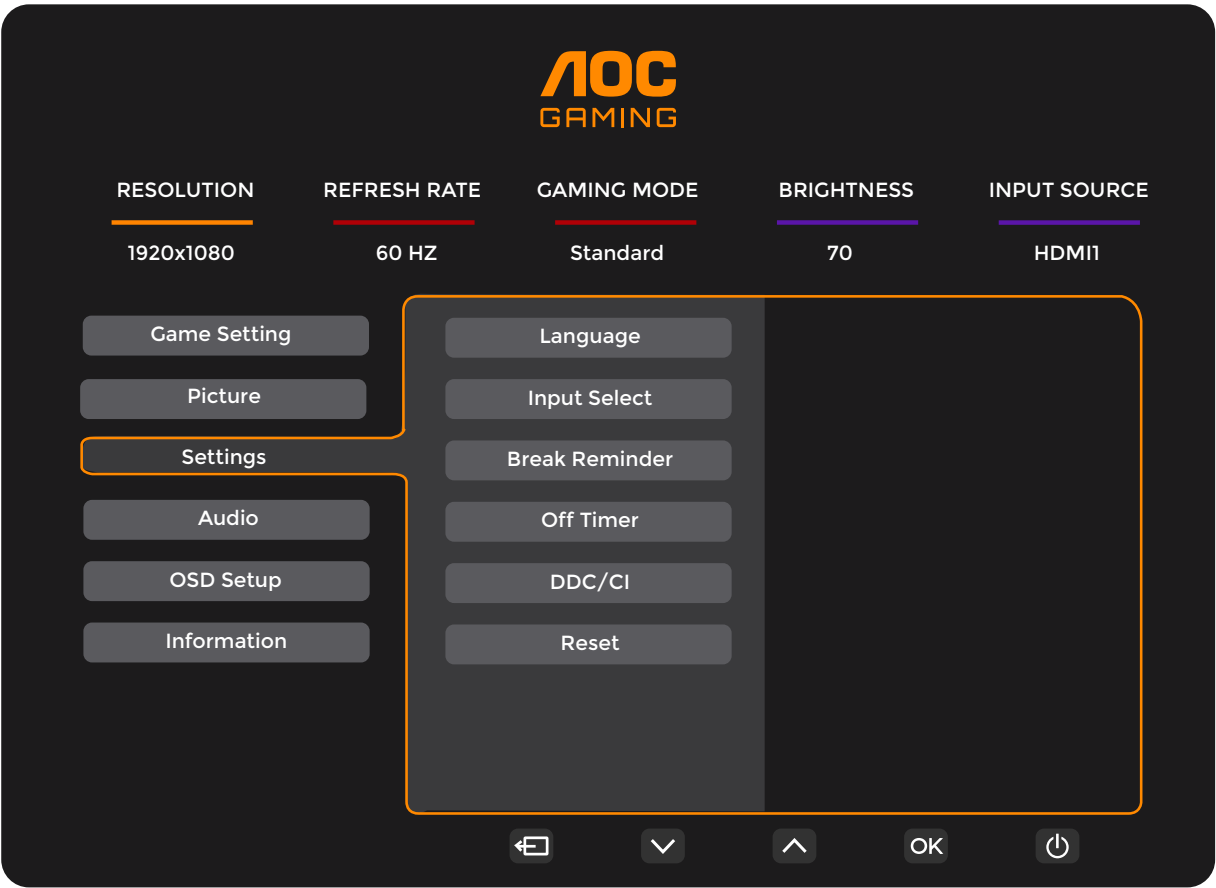 AOC
GAMING
RESOLUTION REFRESH RATE GAMING MODE BRIGHTNESS INPUT SOURCE
1920x1080 60 HZ Standard 70 HDMI1
Game Setting
Picture
Settings
Audio
OSD Setup
Information
Language
Input Select
Break Reminder
Off Timer
DDC/CI
Reset
OK